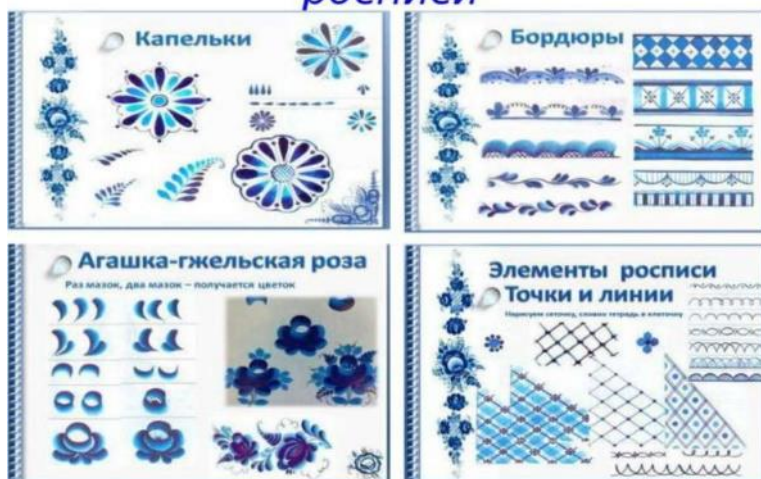 росписи
Капельки
Бордюры
Агашка-гжельская роза
Раз мазок, два мазок – получается цветок
Элементы росписи
Точки и линии
Нарисуем сеточку, словно тетрадь в клеточку